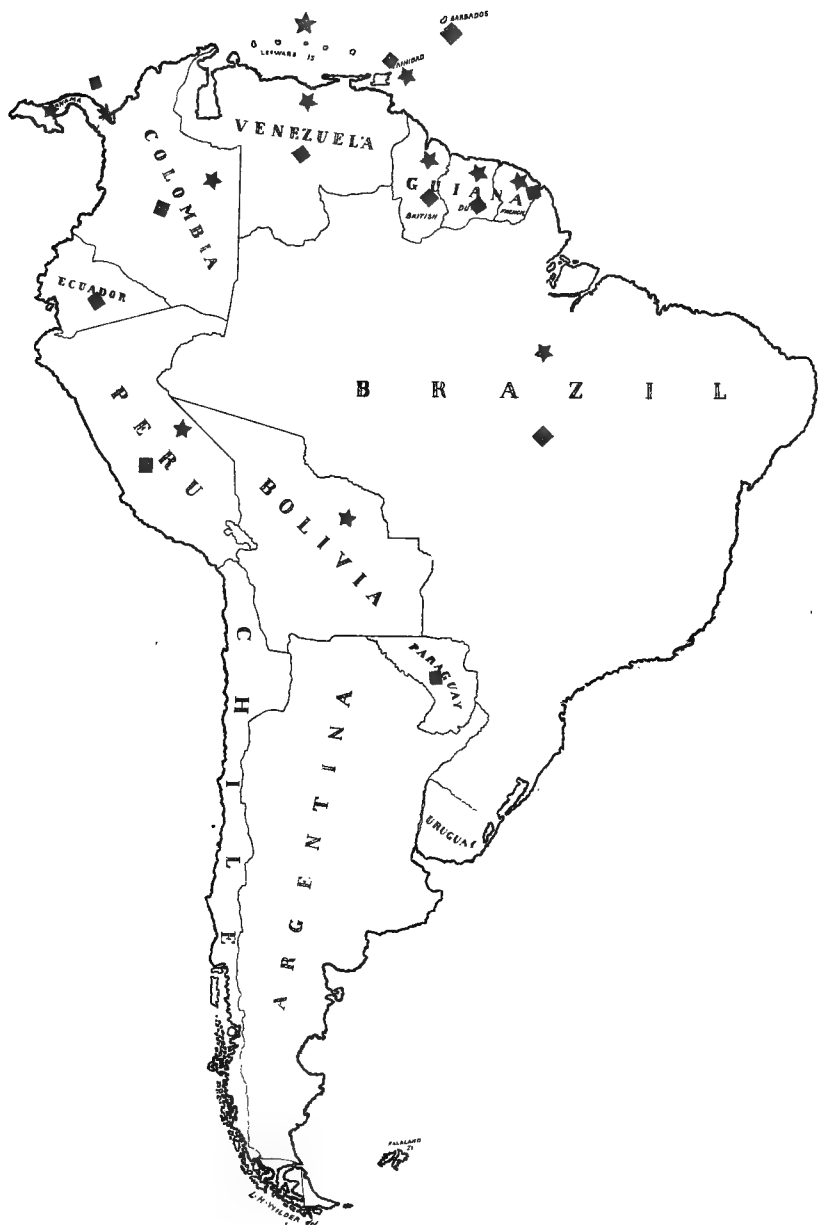 BARBADOS
LEEWARD IS
TRINIDAD
PANAMA
VENEZUELA
COLOMBIA
GUIANA
BRITISH
DU
FRENCH
ECUADOR
BRAZIL
PERU
BOLIVIA
CHILE
PARAGUAY
ARGENTINA
URUGUAY
FALKLAND
IS
L.H.WILDER